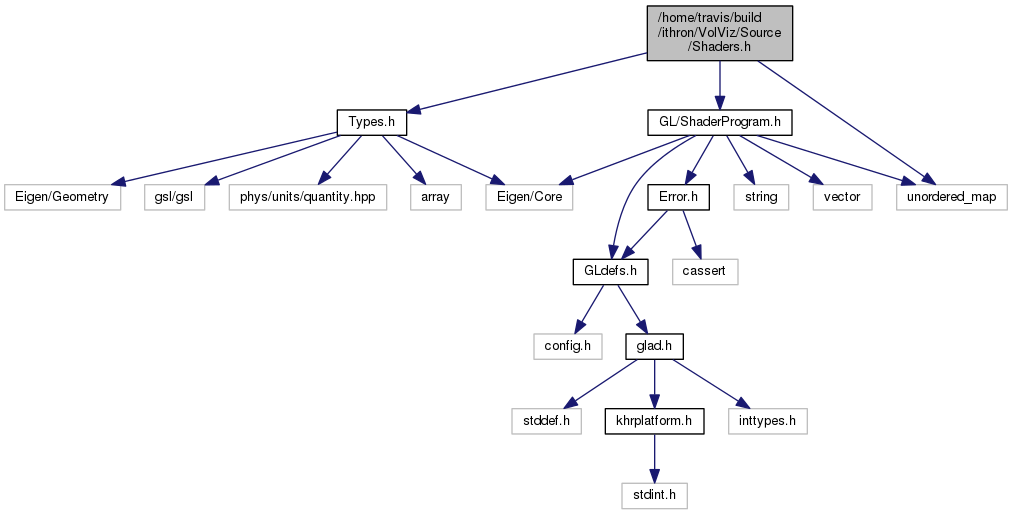 /home/travis/build
/ithron/VolViz/Source
/Shaders.h
Types.h
GL/ShaderProgram.h
Eigen/Geometry
gsl/gsl
phys/units/quantity.hpp
array
Eigen/Core
Error.h
string
vector
unordered_map
GLdefs.h
cassert
config.h
glad.h
stddef.h
khrplatform.h
inttypes.h
stdint.h